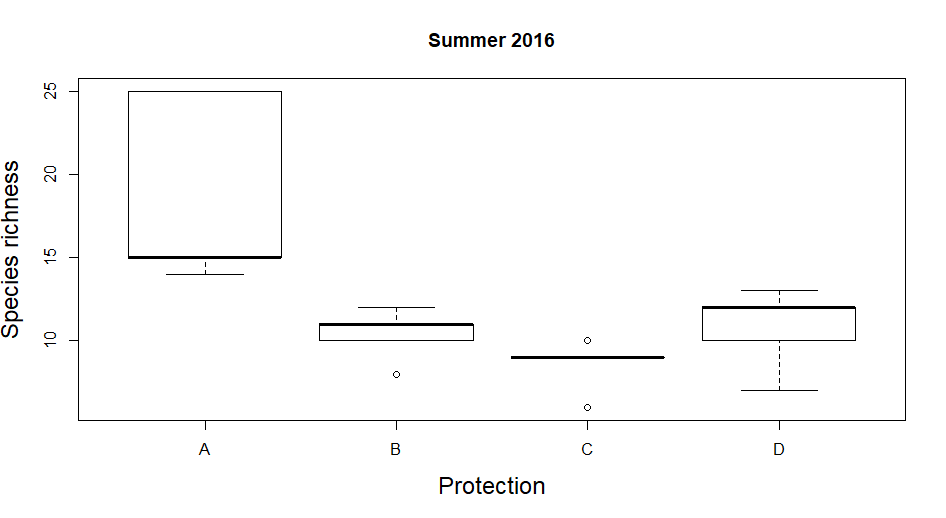 Summer 2016
Species richness
25
20
15
10
A B C D
Protection